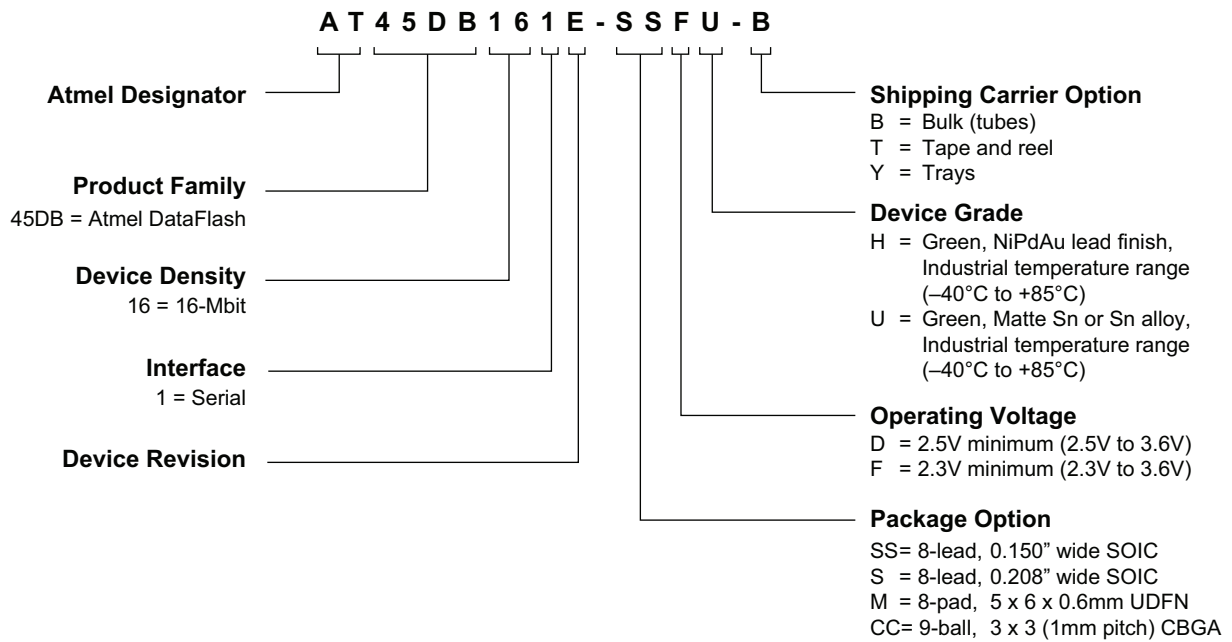 A T 4 5 D B 1 6 1 E - S S F U - B
Atmel Designator
Product Family
45DB = Atmel DataFlash
Device Density
16 = 16-Mbit
Interface
1 = Serial
Device Revision
Shipping Carrier Option
B = Bulk (tubes)
T = Tape and reel
Y = Trays
Device Grade
H = Green, NiPdAu lead finish,
Industrial temperature range
(–40°C to +85°C)
U = Green, Matte Sn or Sn alloy,
Industrial temperature range
(–40°C to +85°C)
Operating Voltage
D = 2.5V minimum (2.5V to 3.6V)
F = 2.3V minimum (2.3V to 3.6V)
Package Option
SS= 8-lead, 0.150” wide SOIC
S = 8-lead, 0.208” wide SOIC
M = 8-pad, 5 x 6 x 0.6mm UDFN
CC= 9-ball, 3 x 3 (1mm pitch) CBGA